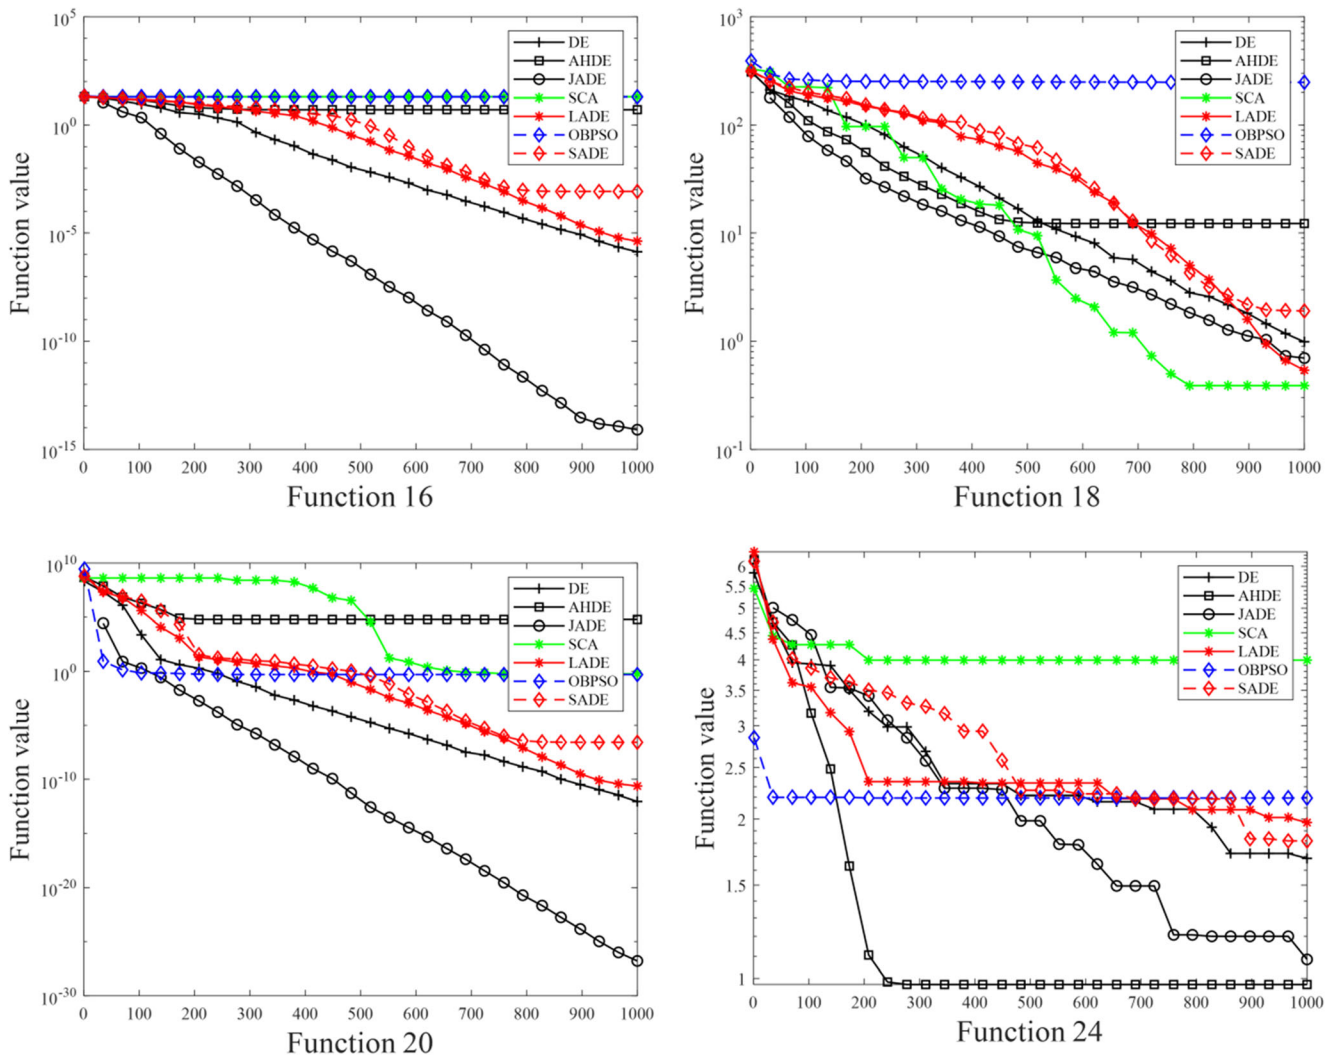 10^5
10^0
10^-5
10^-10
10^-15
Function value
DE
AHDE
JADE
SCA
LADE
OBPSO
SADE
0 100 200 300 400 500 600 700 800 900 1000
Function 16
10^3
10^2
10^1
10^0
10^-1
Function value
DE
AHDE
JADE
SCA
LADE
OBPSO
SADE
0 100 200 300 400 500 600 700 800 900 1000
Function 18
10^10
10^0
10^-10
10^-20
10^-30
Function value
DE
AHDE
JADE
SCA
LADE
OBPSO
SADE
0 100 200 300 400 500 600 700 800 900 1000
Function 20
6
5.5
5
4.5
4
3.5
3
2.5
2
1.5
1
Function value
DE
AHDE
JADE
SCA
LADE
OBPSO
SADE
0 100 200 300 400 500 600 700 800 900 1000
Function 24